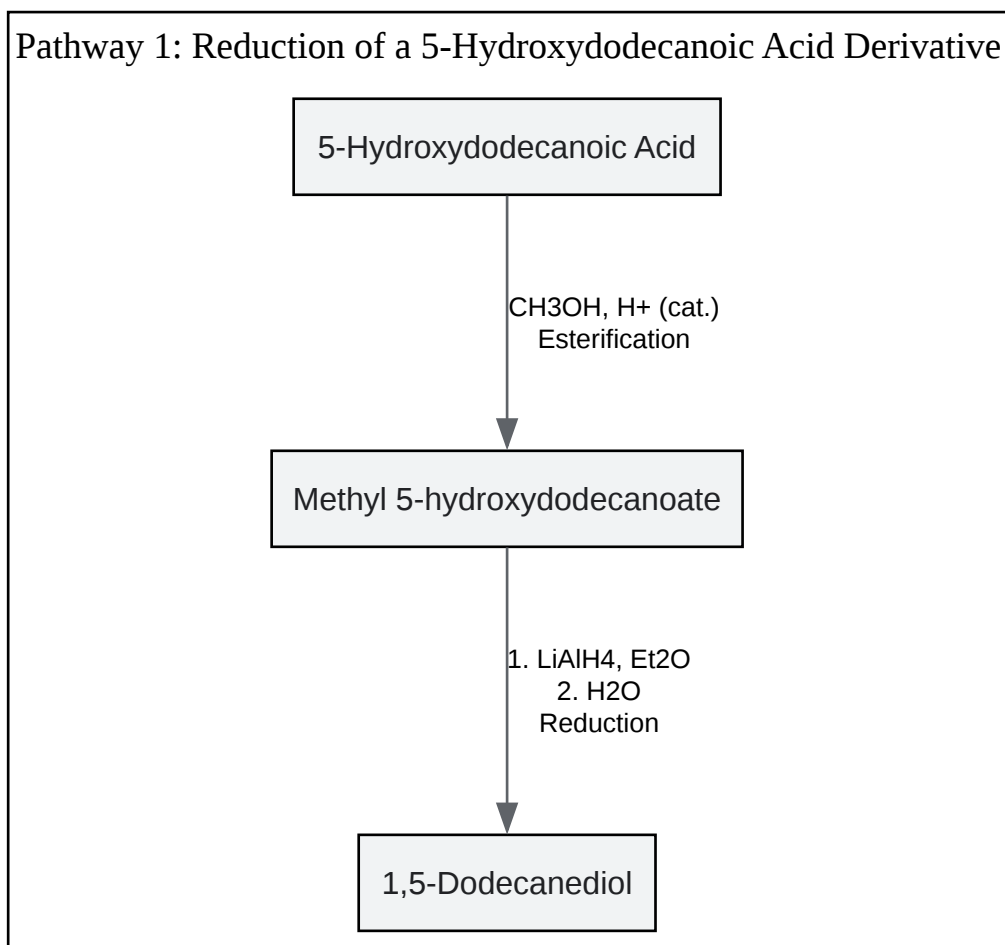 Pathway 1: Reduction of a 5-Hydroxydodecanoic Acid Derivative
5-Hydroxydodecanoic Acid
CH3OH, H+ (cat.)
Esterification
Methyl 5-hydroxydodecanoate
1. LiAlH4, Et2O
2. H2O
Reduction
1,5-Dodecanediol